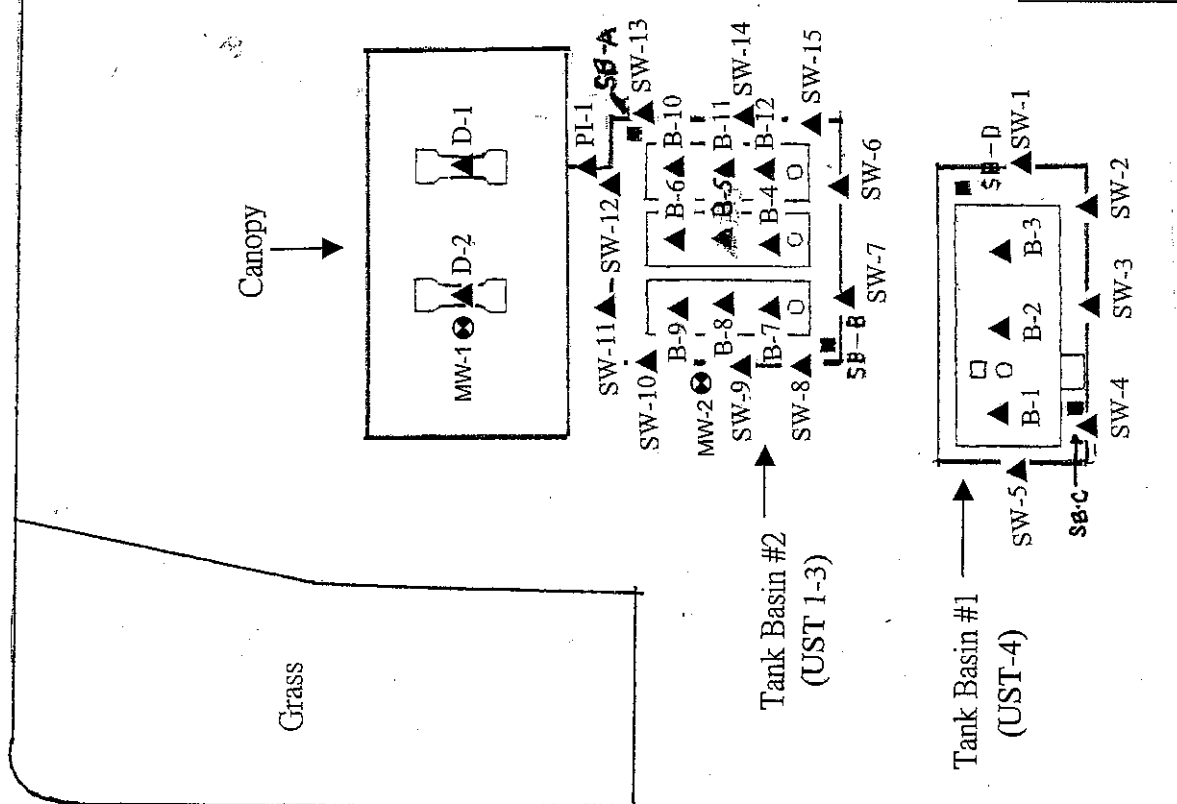 Canopy
D-1
D-2
MW-1
PI-1
SB-A
SW-13
SW-12
SW-11
SW-10
B-10
B-6
B-9
SW-14
B-11
B-5
B-8
MW-2
SW-9
SW-15
B-12
B-4
B-7
SW-8
SW-6
SW-7
SB-B
Grass
Tank Basin #2
(UST 1-3)
SW-1
SB-D
SW-2
B-3
SW-3
B-2
B-1
SW-4
SW-5
SB-C
Tank Basin #1
(UST-4)